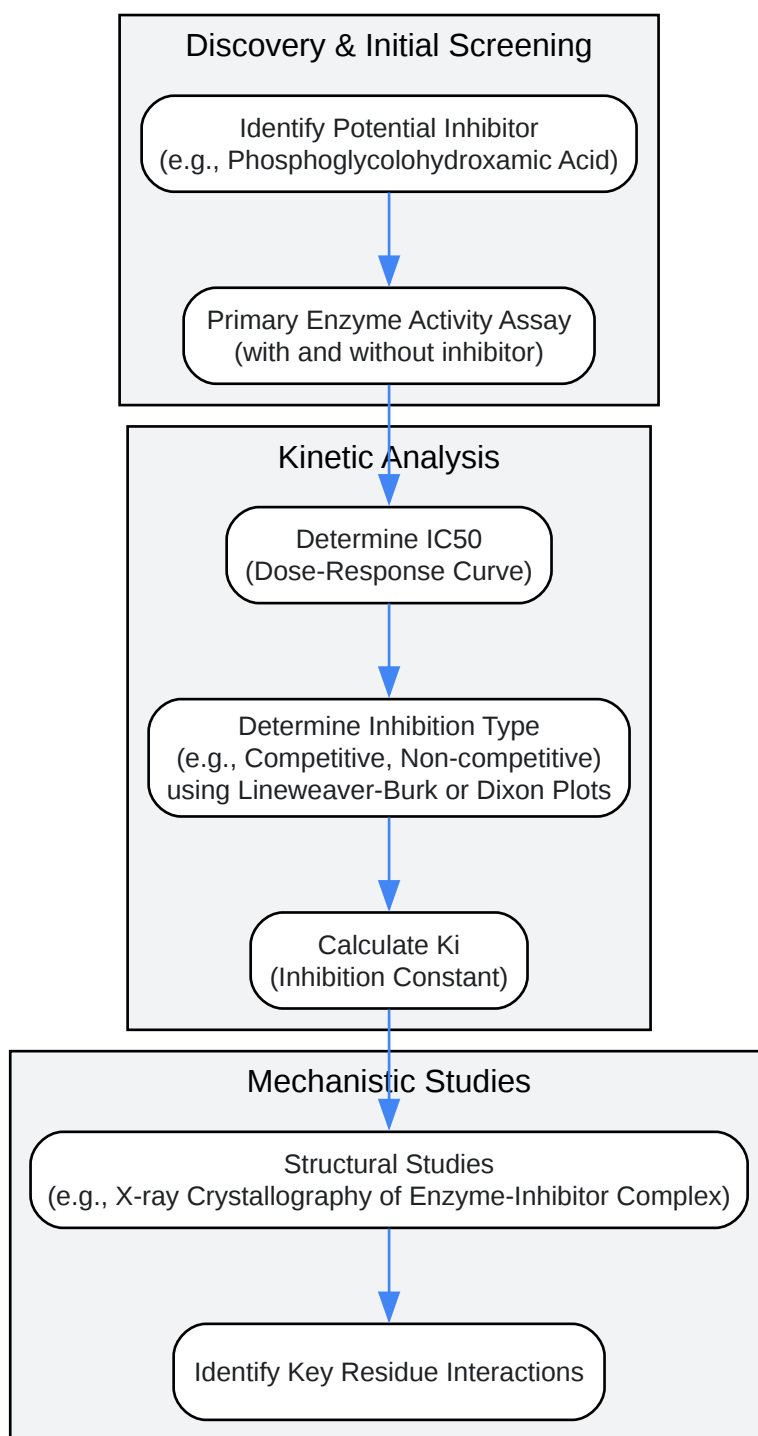 Discovery & Initial Screening
Identify Potential Inhibitor
(e.g., Phosphoglycolohydroxamic Acid)
Primary Enzyme Activity Assay
(with and without inhibitor)
Kinetic Analysis
Determine IC50
(Dose-Response Curve)
Determine Inhibition Type
(e.g., Competitive, Non-competitive)
using Lineweaver-Burk or Dixon Plots
Calculate Ki
(Inhibition Constant)
Mechanistic Studies
Structural Studies
(e.g., X-ray Crystallography of Enzyme-Inhibitor Complex)
Identify Key Residue Interactions